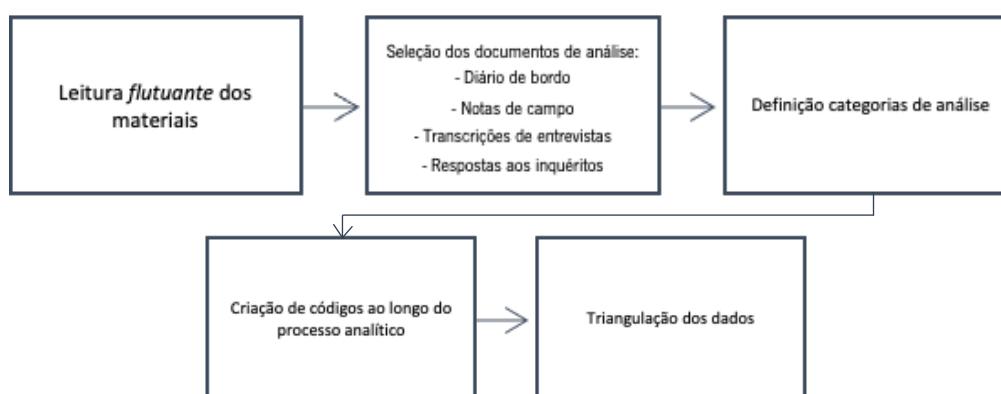 Leitura flutuante dos
materiais
Seleção dos documentos de análise:
- Diário de bordo
- Notas de campo
- Transcrições de entrevistas
- Respostas aos inquéritos
Definição categorias de análise
Criação de códigos ao longo do
processo analítico
Triangulação dos dados